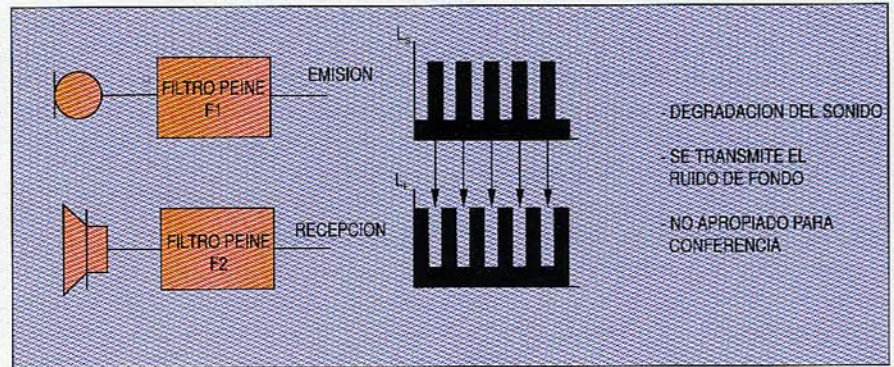 FILTRO PEINE
F1
EMISION
FILTRO PEINE
F2
RECEPCION
- DEGRADACION DEL SONIDO
- SE TRANSMITE EL
RUIDO DE FONDO
- NO APROPIADO PARA
CONFERENCIA